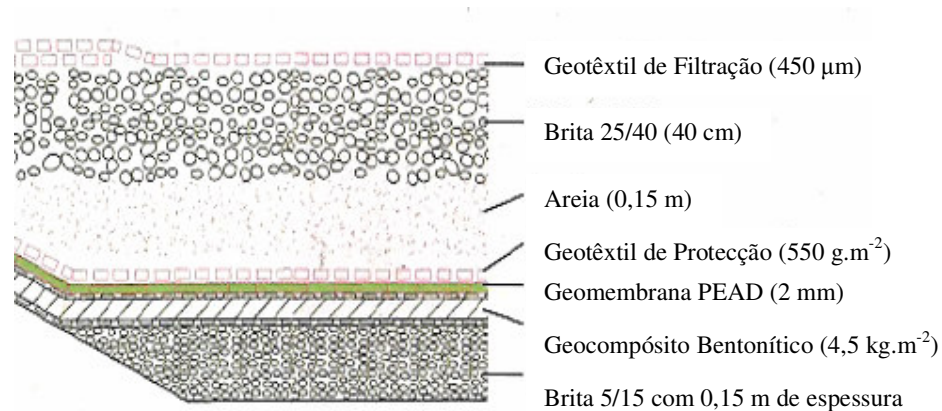 Geotêxtil de Filtração (450 µm)
Brita 25/40 (40 cm)
Areia (0,15 m)
Geotêxtil de Protecção (550 g.m⁻²)
Geomembrana PEAD (2 mm)
Geocompósito Bentonítico (4,5 kg.m⁻²)
Brita 5/15 com 0,15 m de espessura